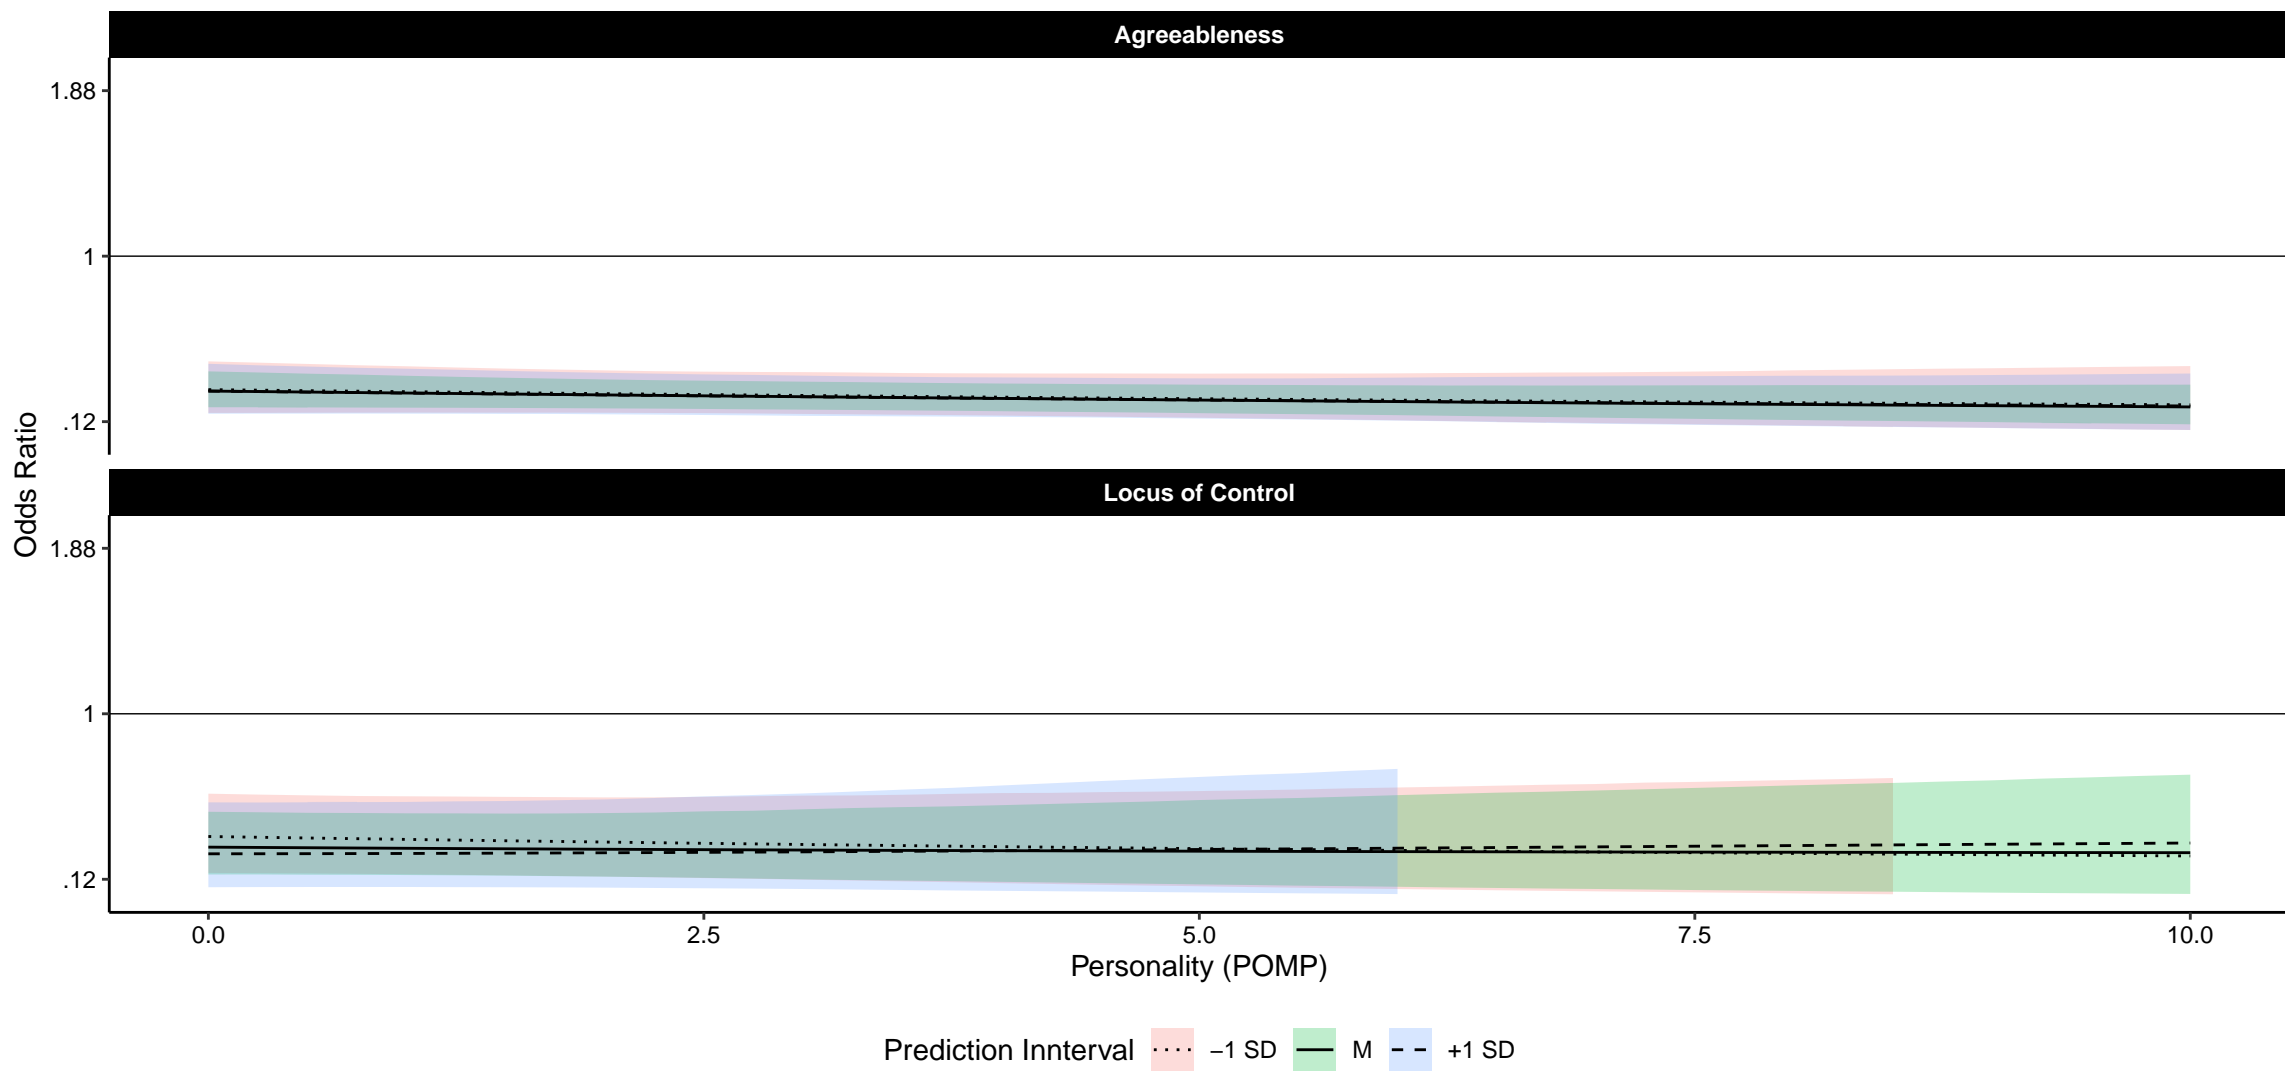 Agreeableness
1.88
1
.12
Odds Ratio
Locus of Control
1.88
1
.12
0.0 2.5 5.0 7.5 10.0
Personality (POMP)
Prediction Innterval −1 SD M +1 SD